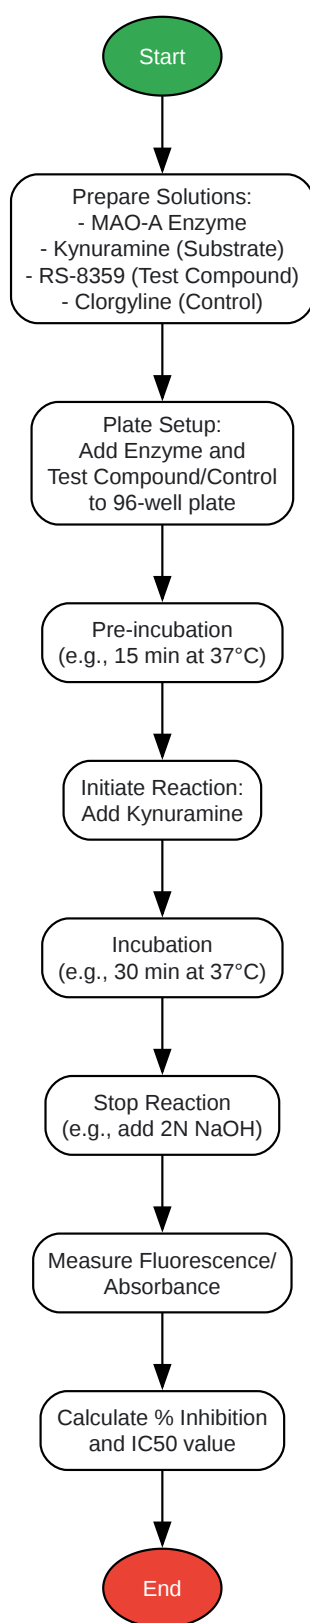 Start
Prepare Solutions:
- MAO-A Enzyme
- Kynuramine (Substrate)
- RS-8359 (Test Compound)
- Clorgyline (Control)
Plate Setup:
Add Enzyme and
Test Compound/Control
to 96-well plate
Pre-incubation
(e.g., 15 min at 37°C)
Initiate Reaction:
Add Kynuramine
Incubation
(e.g., 30 min at 37°C)
Stop Reaction
(e.g., add 2N NaOH)
Measure Fluorescence/
Absorbance
Calculate % Inhibition
and IC50 value
End